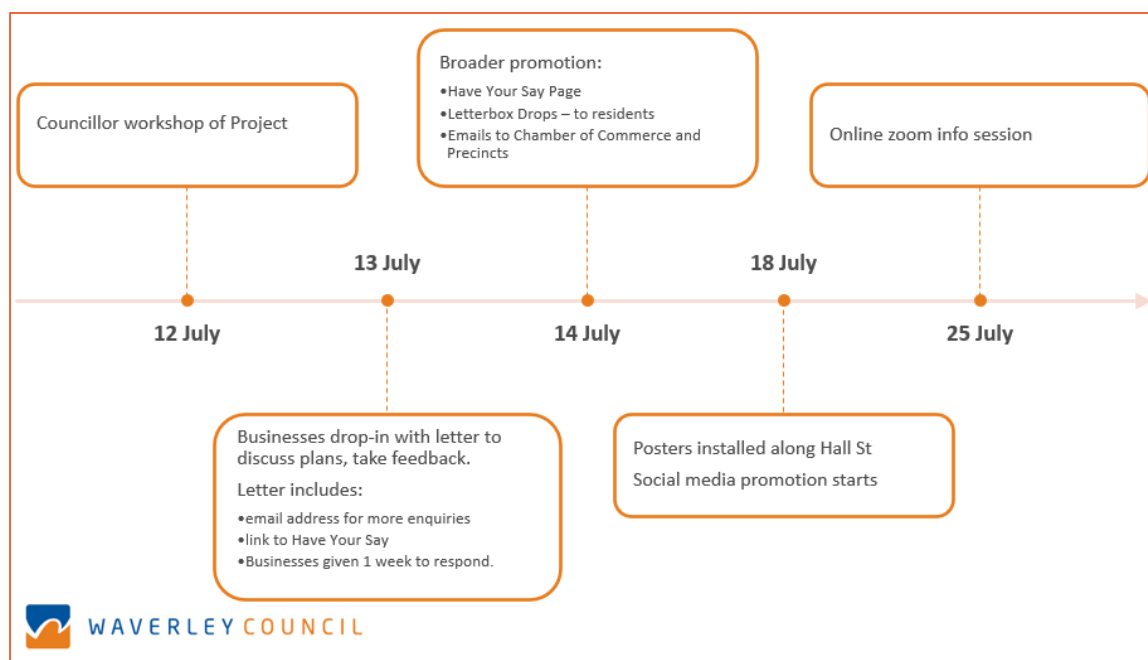 Councillor workshop of Project
12 July
13 July
Businesses drop-in with letter to
discuss plans, take feedback.
Letter includes:
•email address for more enquiries
•link to Have Your Say
•Businesses given 1 week to respond.
Broader promotion:
•Have Your Say Page
•Letterbox Drops – to residents
•Emails to Chamber of Commerce and
Precincts
14 July
18 July
Posters installed along Hall St
Social media promotion starts
Online zoom info session
25 July
WAVERLEY COUNCIL